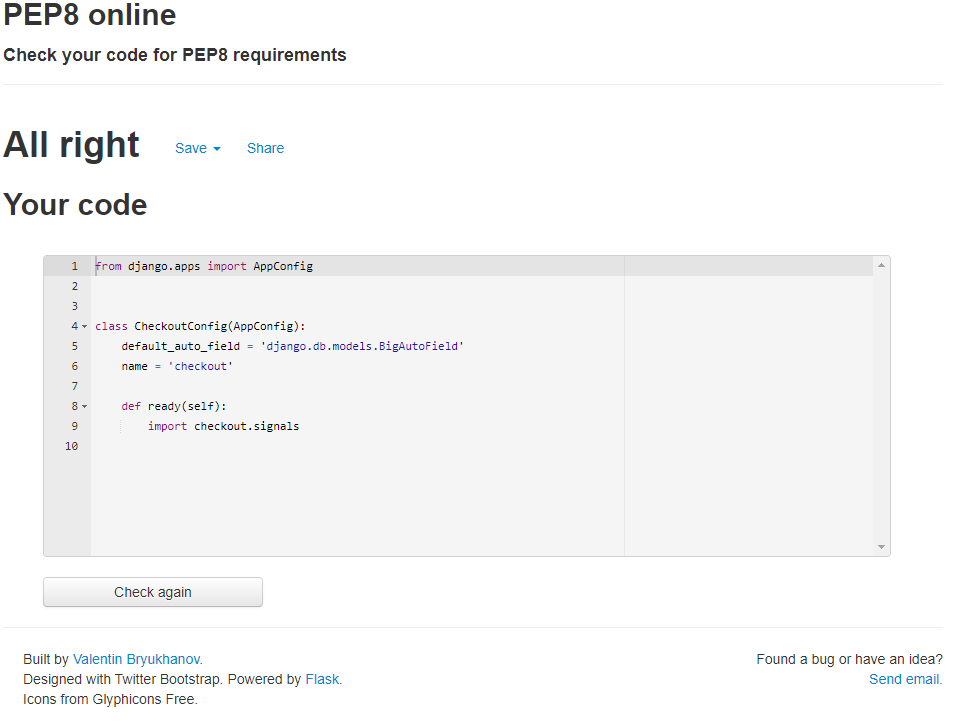 PEP8 online
Check your code for PEP8 requirements
All right Save Share
Your code
1 from django.apps import AppConfig
2
3
4 class CheckoutConfig(AppConfig):
5     default_auto_field = 'django.db.models.BigAutoField'
6     name = 'checkout'
7
8     def ready(self):
9         import checkout.signals
10
Check again
Built by Valentin Bryukhanov. Found a bug or have an idea?
Designed with Twitter Bootstrap. Powered by Flask. Send email.
Icons from Glyphicons Free.